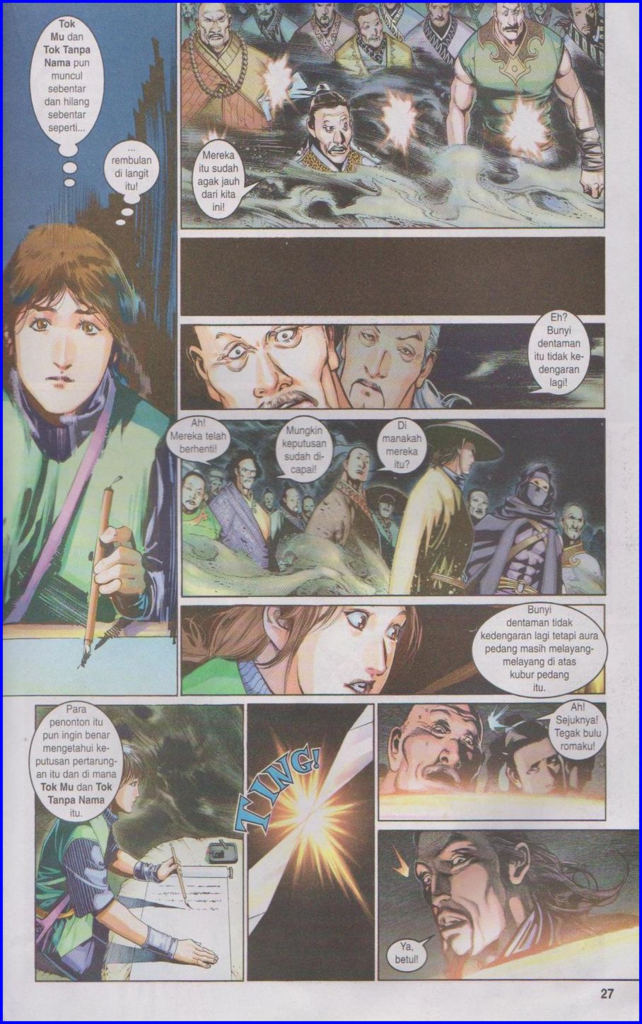 Tok
Mu dan
Tok Tanpa
Nama pun
muncul
sebentar
dan hilang
sebentar
seperti...
...
rembulan
di langit
itu!
Mereka
itu sudah
agak jauh
dari kita
ini!
Eh?
Bunyi
dentaman
itu tidak ke-
dengaran
lagi!
Ah!
Mereka telah
berhenti!
Mungkin
keputusan
sudah di-
capai!
Di
manakah
mereka
itu?
Bunyi
dentaman tidak
kedengaran lagi tetapi aura
pedang masih melayang-
melayang di atas
kubur pedang
itu.
Para
penonton itu
pun ingin benar
mengetahui ke-
putusan pertarung-
an itu dan di mana
Tok Mu dan Tok
Tanpa Nama
itu.
TING!
Ah!
Sejuknya!
Tegak bulu
romaku!
Ya,
betul!
27